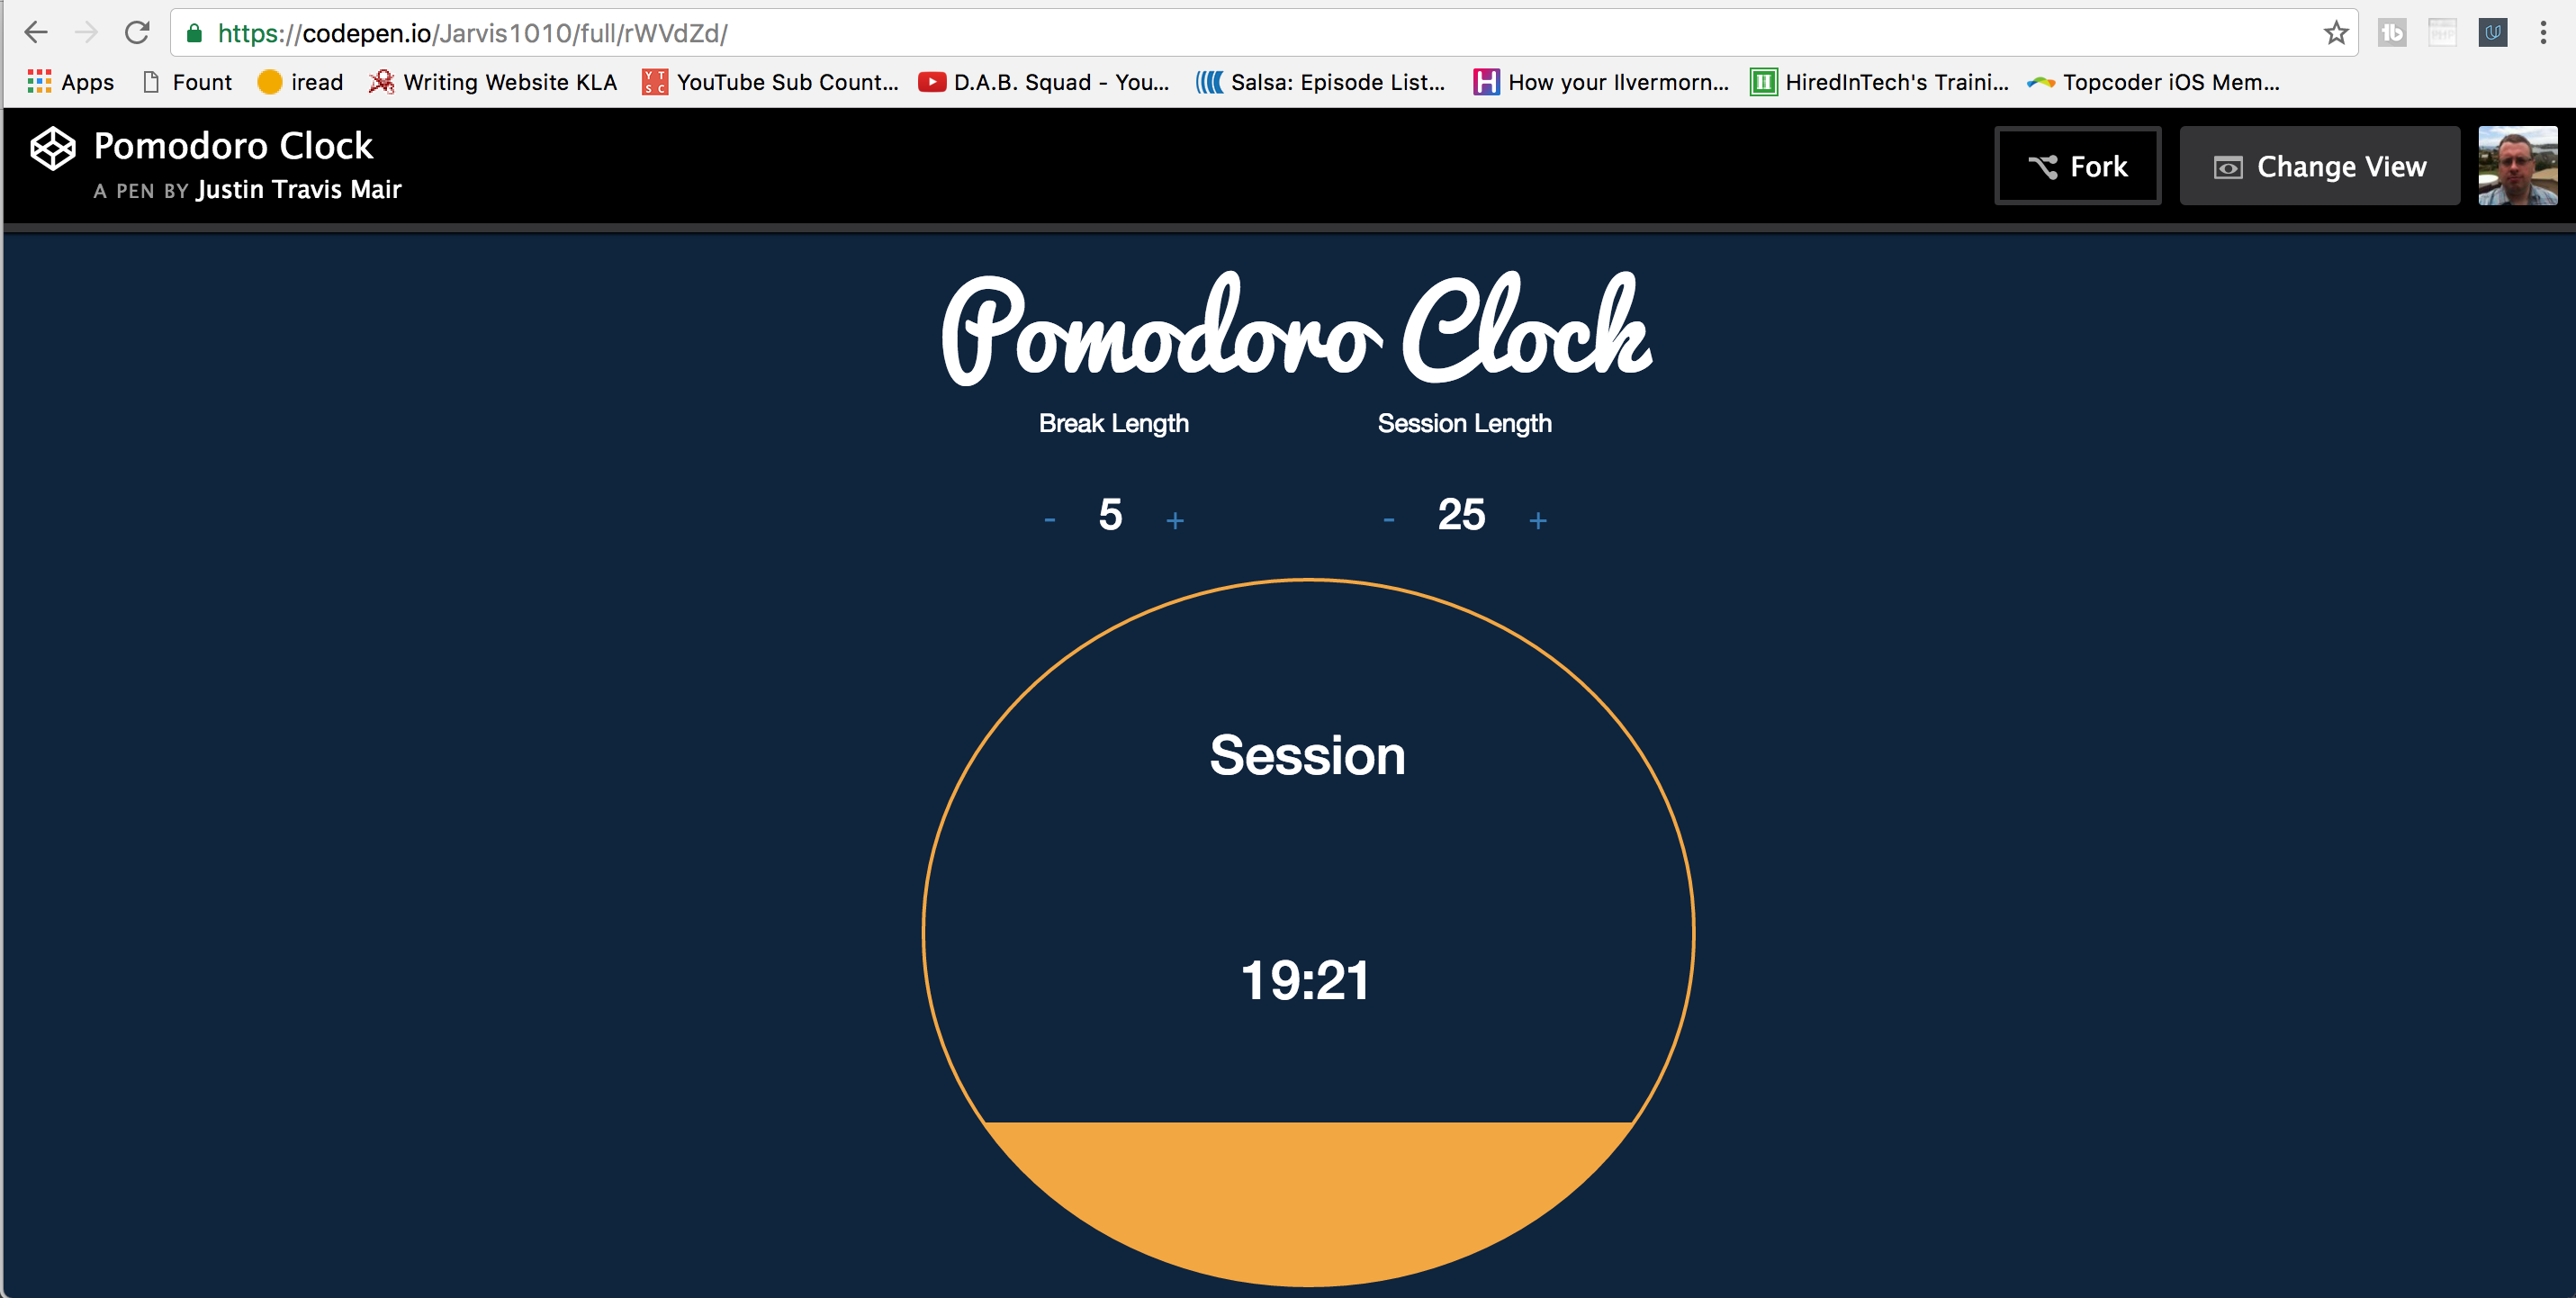 https://codepen.io/Jarvis1010/full/rWVdZd/
Apps Fount iread Writing Website KLA YouTube Sub Count... D.A.B. Squad - You... Salsa: Episode List... How your Ilvermorn... HiredInTech's Traini... Topcoder iOS Mem...
Pomodoro Clock
A PEN BY Justin Travis Mair
Fork Change View
Pomodoro Clock
Break Length Session Length
- 5 + - 25 +
Session
19:21